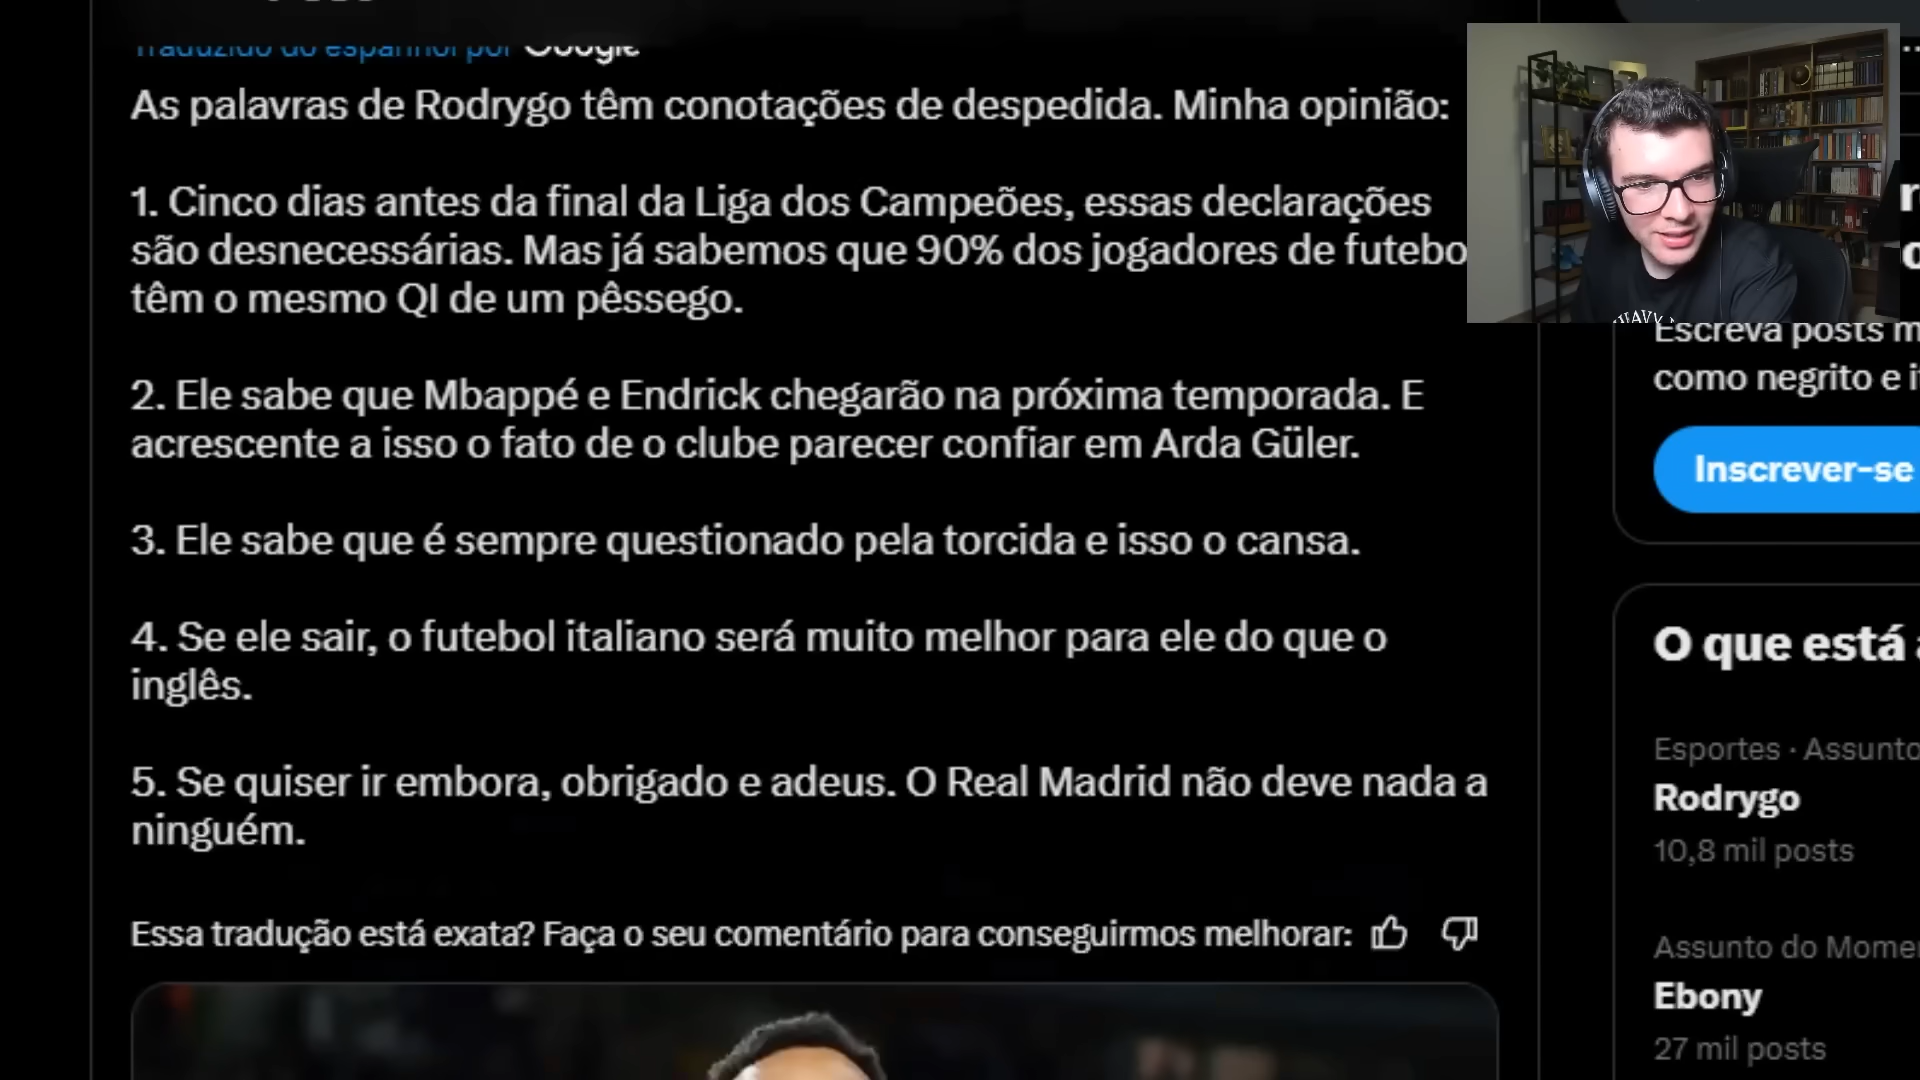 Traduzido do espanhol por Google
As palavras de Rodrygo têm conotações de despedida. Minha opinião:
1. Cinco dias antes da final da Liga dos Campeões, essas declarações
são desnecessárias. Mas já sabemos que 90% dos jogadores de futebo
têm o mesmo QI de um pêssego.
2. Ele sabe que Mbappé e Endrick chegarão na próxima temporada. E
acrescente a isso o fato de o clube parecer confiar em Arda Güler.
3. Ele sabe que é sempre questionado pela torcida e isso o cansa.
4. Se ele sair, o futebol italiano será muito melhor para ele do que o
inglês.
5. Se quiser ir embora, obrigado e adeus. O Real Madrid não deve nada a
ninguém.
Essa tradução está exata? Faça o seu comentário para conseguirmos melhorar:
Escreva posts m
como negrito e i
Inscrever-se
O que está a
Esportes · Assunto
Rodrygo
10,8 mil posts
Assunto do Mome
Ebony
27 mil posts